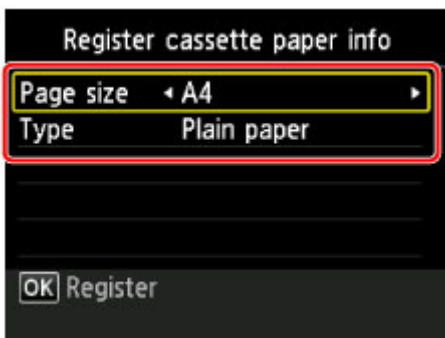 Register cassette paper info
Page size A4
Type Plain paper
OK Register